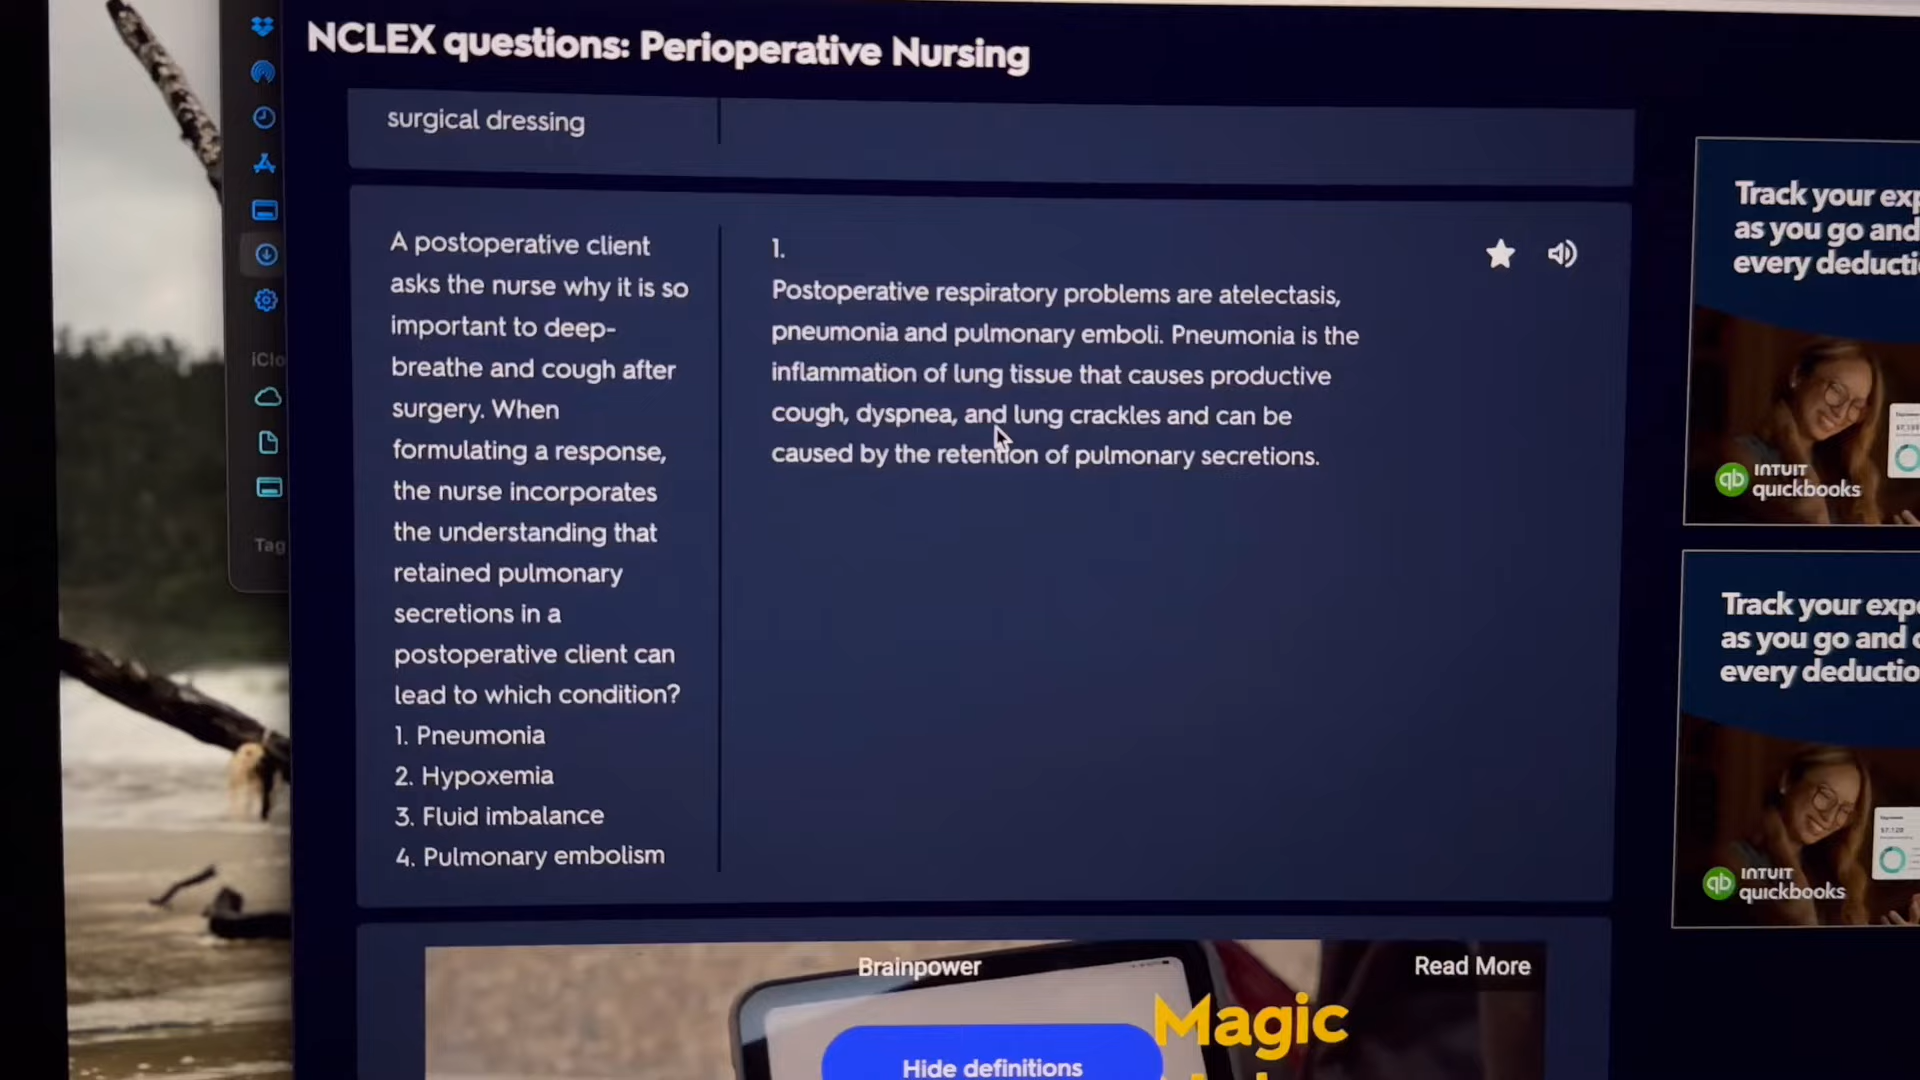 NCLEX questions: Perioperative Nursing
surgical dressing
A postoperative client
asks the nurse why it is so
important to deep-
breathe and cough after
surgery. When
formulating a response,
the nurse incorporates
the understanding that
retained pulmonary
secretions in a
postoperative client can
lead to which condition?
1. Pneumonia
2. Hypoxemia
3. Fluid imbalance
4. Pulmonary embolism
1.
Postoperative respiratory problems are atelectasis,
pneumonia and pulmonary emboli. Pneumonia is the
inflammation of lung tissue that causes productive
cough, dyspnea, and lung crackles and can be
caused by the retention of pulmonary secretions.
iClo
Tag
Track your exp
as you go and
every deducti
INTUIT
quickbooks
Track your expe
as you go and c
every deductio
INTUIT
quickbooks
Brainpower
Read More
Magic
Hide definitions